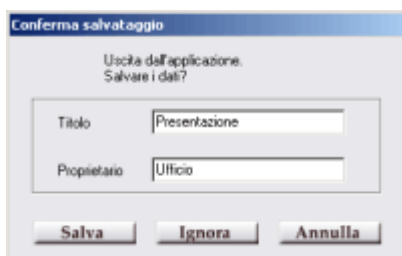 Conferma salvataggio
Uscita dall'applicazione.
Salvare i dati?
Titolo Presentazione
Proprietario Ufficio
Salva Ignora Annulla